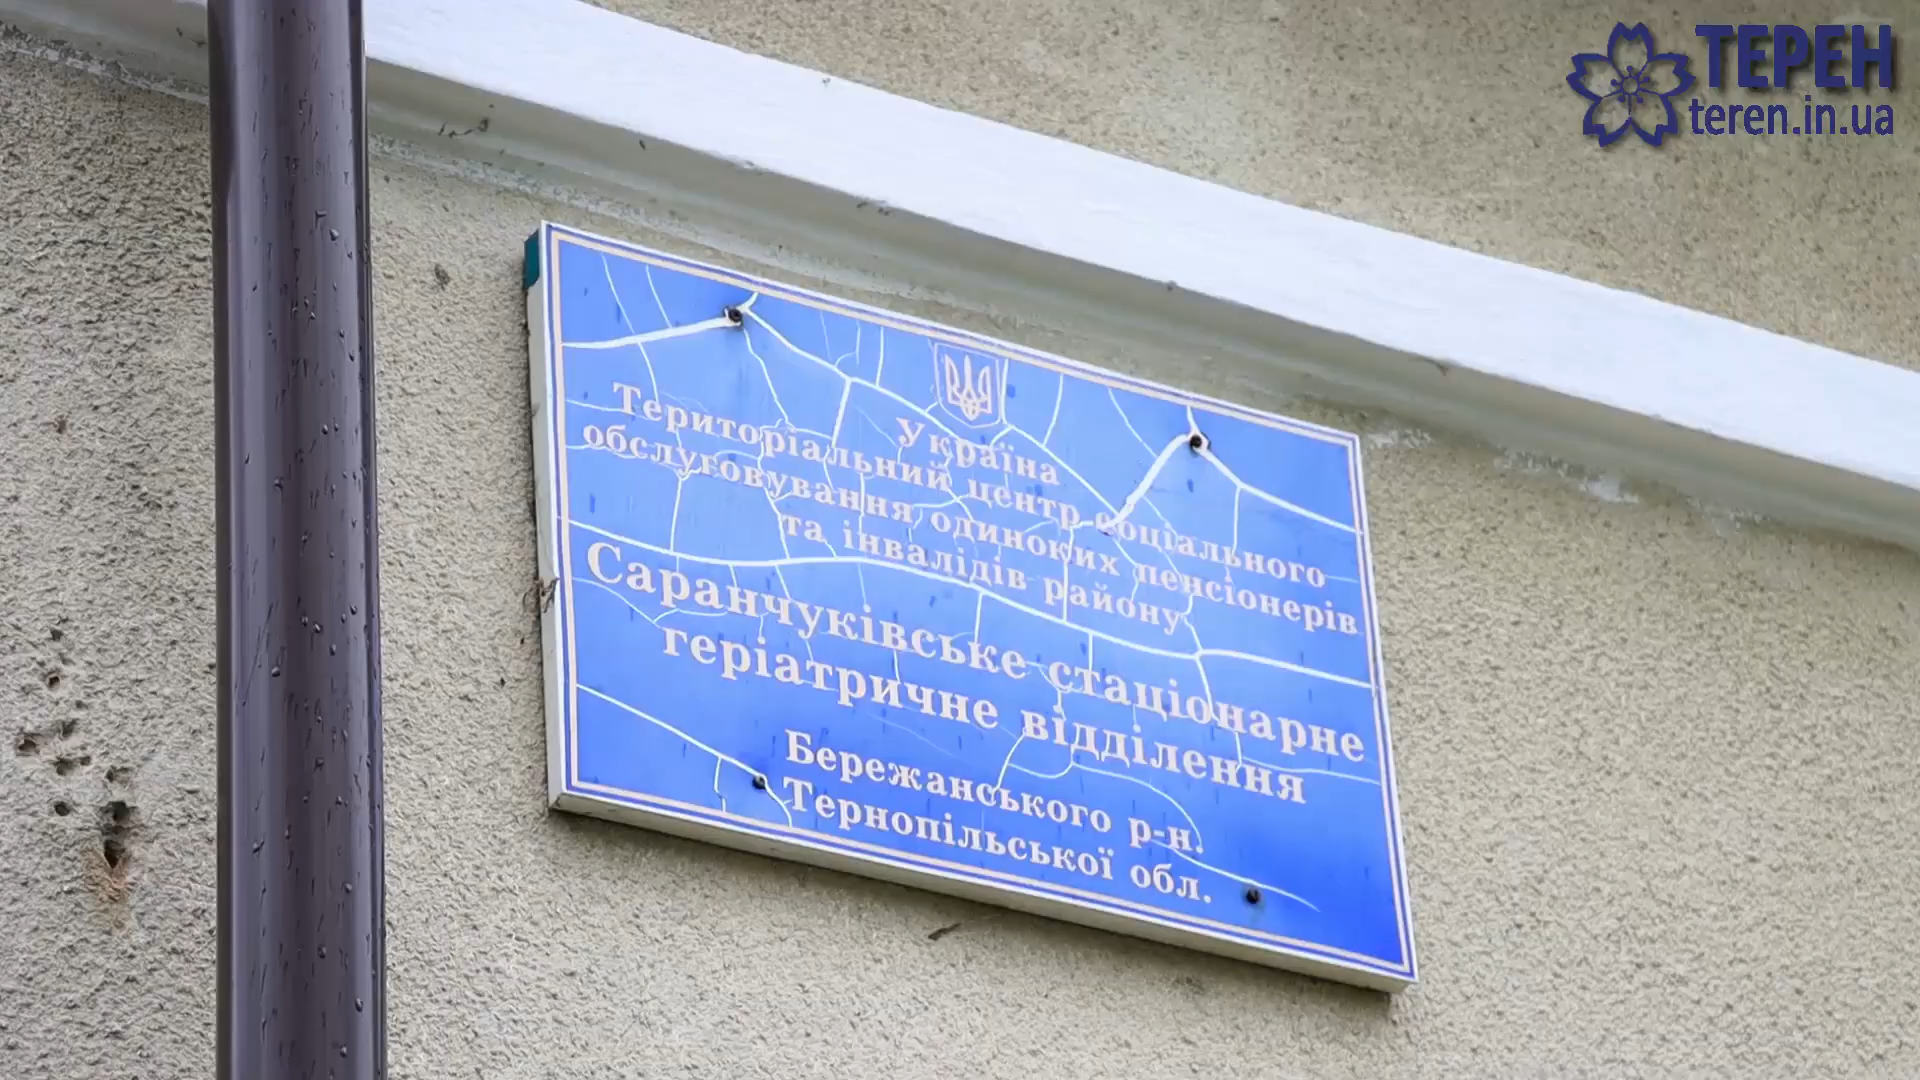 ТЕРЕН
teren.in.ua
Україна
Територіальний центр соціального
обслуговування одиноких пенсіонерів
та інвалідів району
Саранчуківське стаціонарне
геріатричне відділення
Бережанського р-н.
Тернопільської обл.